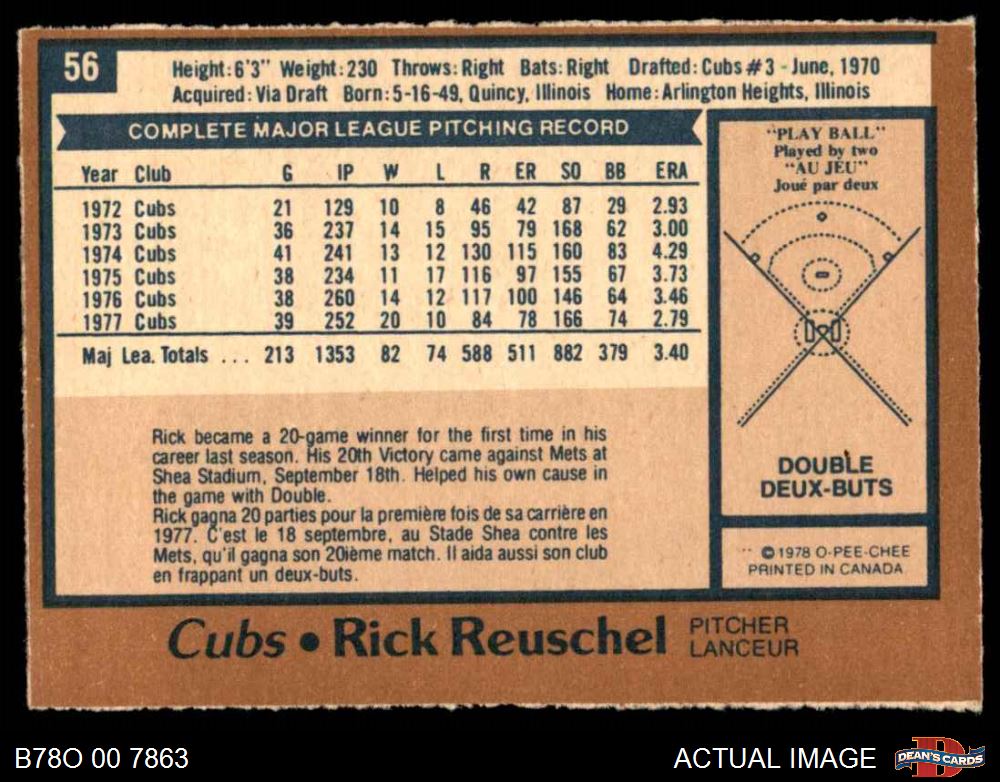 56
Height:6'3" Weight:230 Throws:Right Bats:Right Drafted:Cubs #3 - June, 1970
Acquired:Via Draft Born:5-16-49, Quincy, Illinois Home:Arlington Heights, Illinois
COMPLETE MAJOR LEAGUE PITCHING RECORD
Year Club G IP W L R ER SO BB ERA
1972 Cubs 21 129 10 8 46 42 87 29 2.93
1973 Cubs 36 237 14 15 95 79 168 62 3.00
1974 Cubs 41 241 13 12 130 115 160 83 4.29
1975 Cubs 38 234 11 17 116 97 155 67 3.73
1976 Cubs 38 260 14 12 117 100 146 64 3.46
1977 Cubs 39 252 20 10 84 78 166 74 2.79
Maj Lea. Totals ... 213 1353 82 74 588 511 882 379 3.40
Rick became a 20-game winner for the first time in his
career last season. His 20th Victory came against Mets at
Shea Stadium, September 18th. Helped his own cause in
the game with Double.
Rick gagna 20 parties pour la première fois de sa carrière en
1977. C'est le 18 septembre, au Stade Shea contre les
Mets, qu'il gagna son 20ième match. Il aida aussi son club
en frappant un deux-buts.
"PLAY BALL"
Played by two
"AU JEU"
Joué par deux
DOUBLE
DEUX-BUTS
©1978 O-PEE-CHEE
PRINTED IN CANADA
Cubs • Rick Reuschel
PITCHER
LANCEUR
B78O 00 7863
ACTUAL IMAGE
D
DEAN'S CARDS